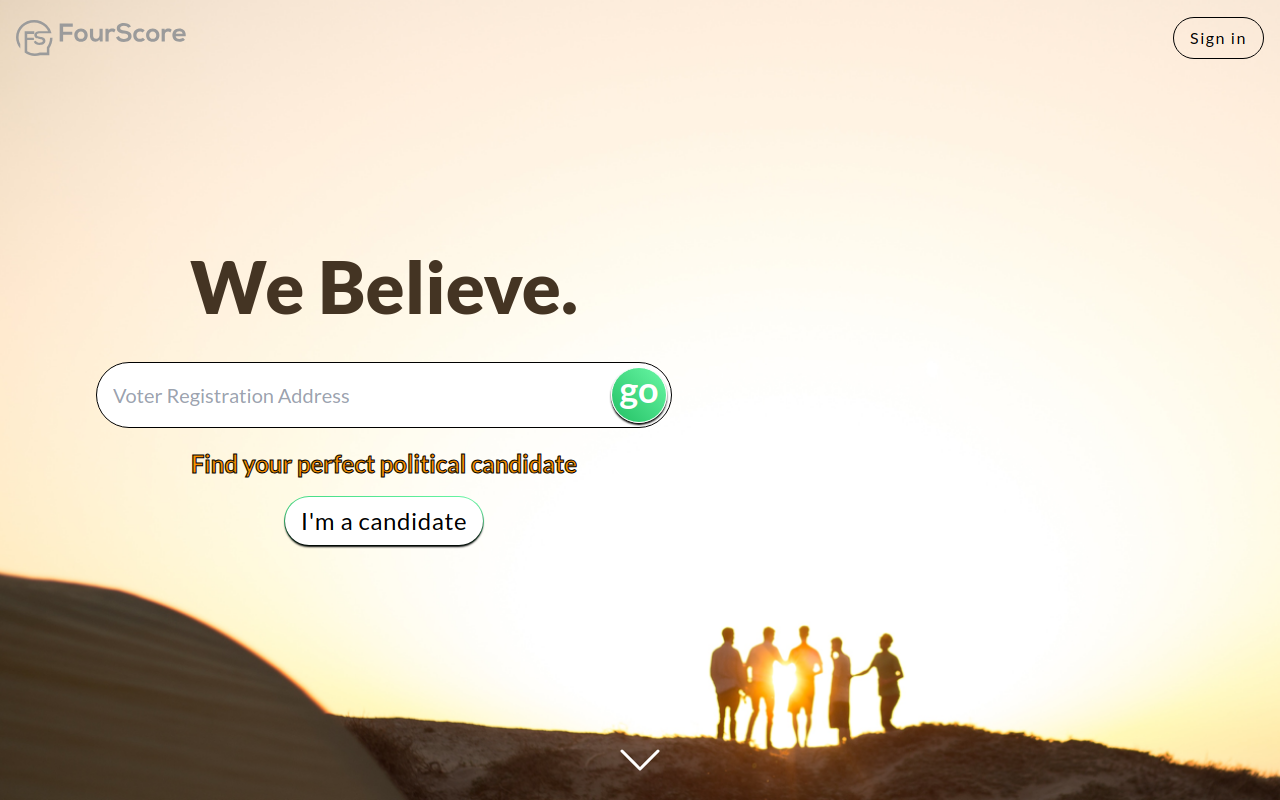 FS FourScore
Sign in
We Believe.
Voter Registration Address
go
Find your perfect political candidate
I'm a candidate